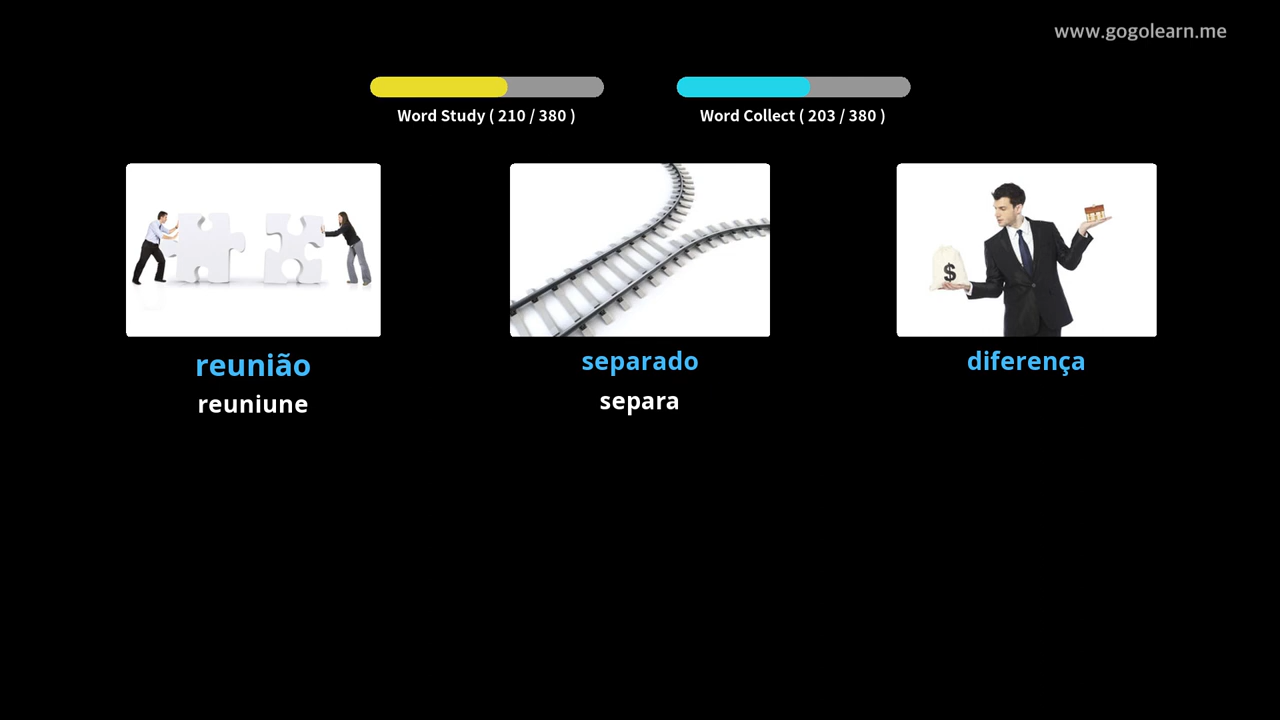 www.gogolearn.me
Word Study ( 210 / 380 )
Word Collect ( 203 / 380 )
$
reunião
separado
diferença
reuniune
separa